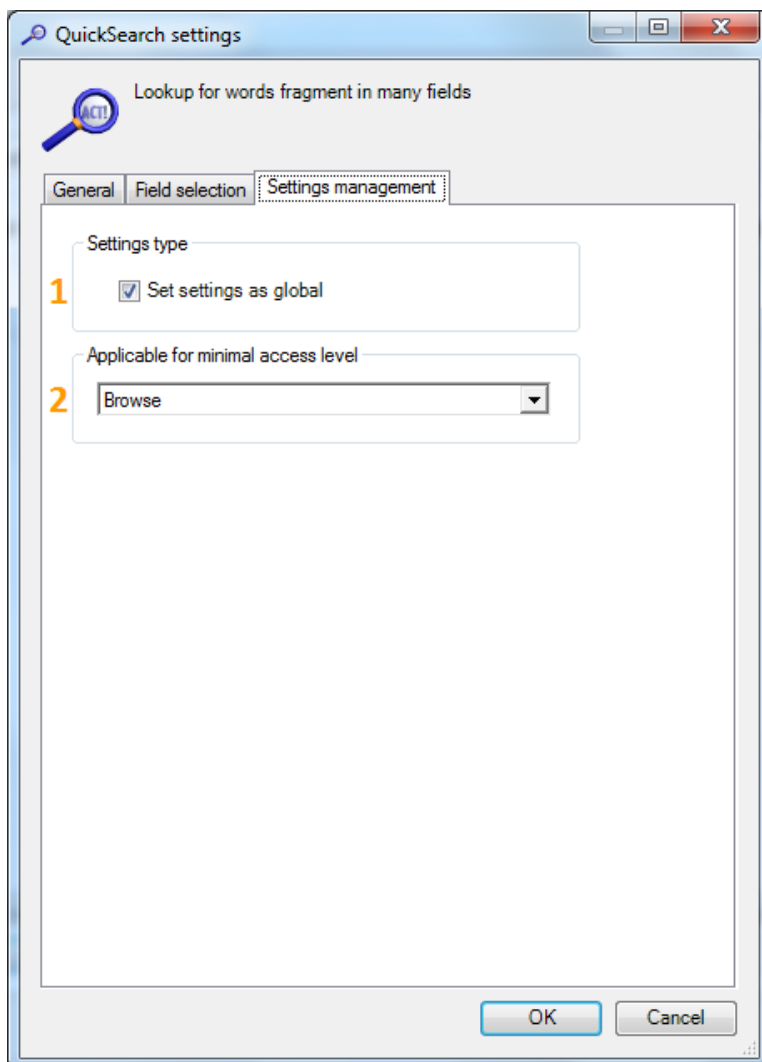 QuickSearch settings
Lookup for words fragment in many fields
ACT!
General Field selection Settings management
Settings type
1 Set settings as global
Applicable for minimal access level
2 Browse
OK Cancel